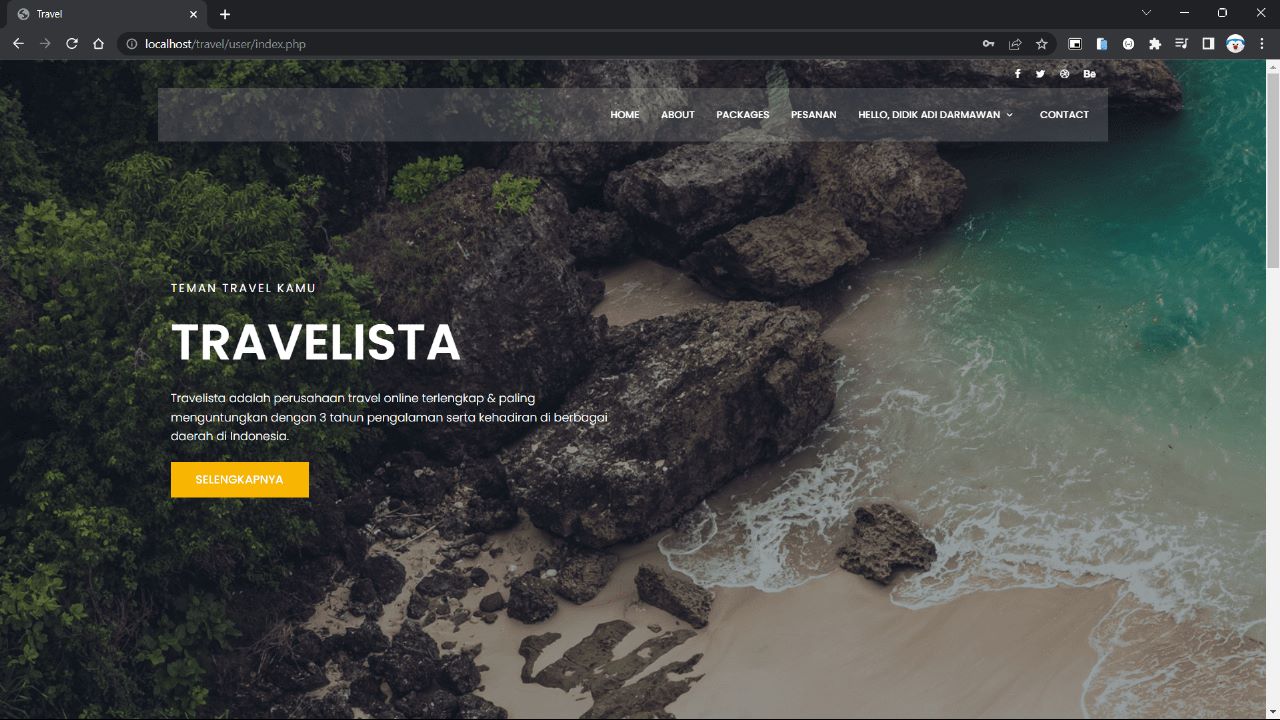 Travel
localhost/travel/user/index.php
Be
HOME ABOUT PACKAGES PESANAN HELLO, DIDIK ADI DARMAWAN CONTACT
TEMAN TRAVEL KAMU
TRAVELISTA
Travelista adalah perusahaan travel online terlengkap & paling
menguntungkan dengan 3 tahun pengalaman serta kehadiran di berbagai
daerah di Indonesia.
SELENGKAPNYA